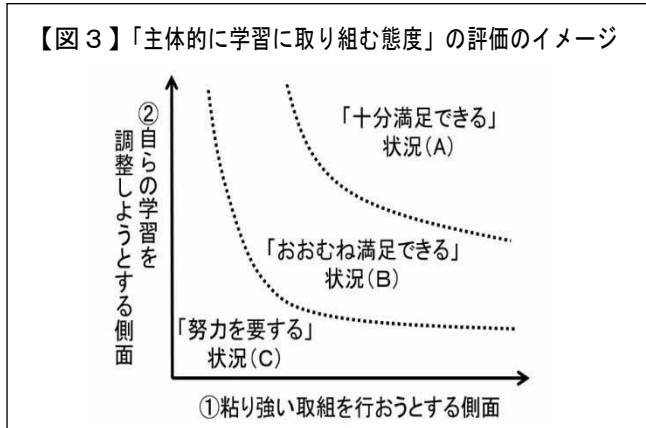 【図３】「主体的に学習に取り組む態度」の評価のイメージ
②自らの学習を
調整しようとする側面
「十分満足できる」
状況(A)
「おおむね満足できる」
状況(B)
「努力を要する」
状況(C)
①粘り強い取組を行おうとする側面